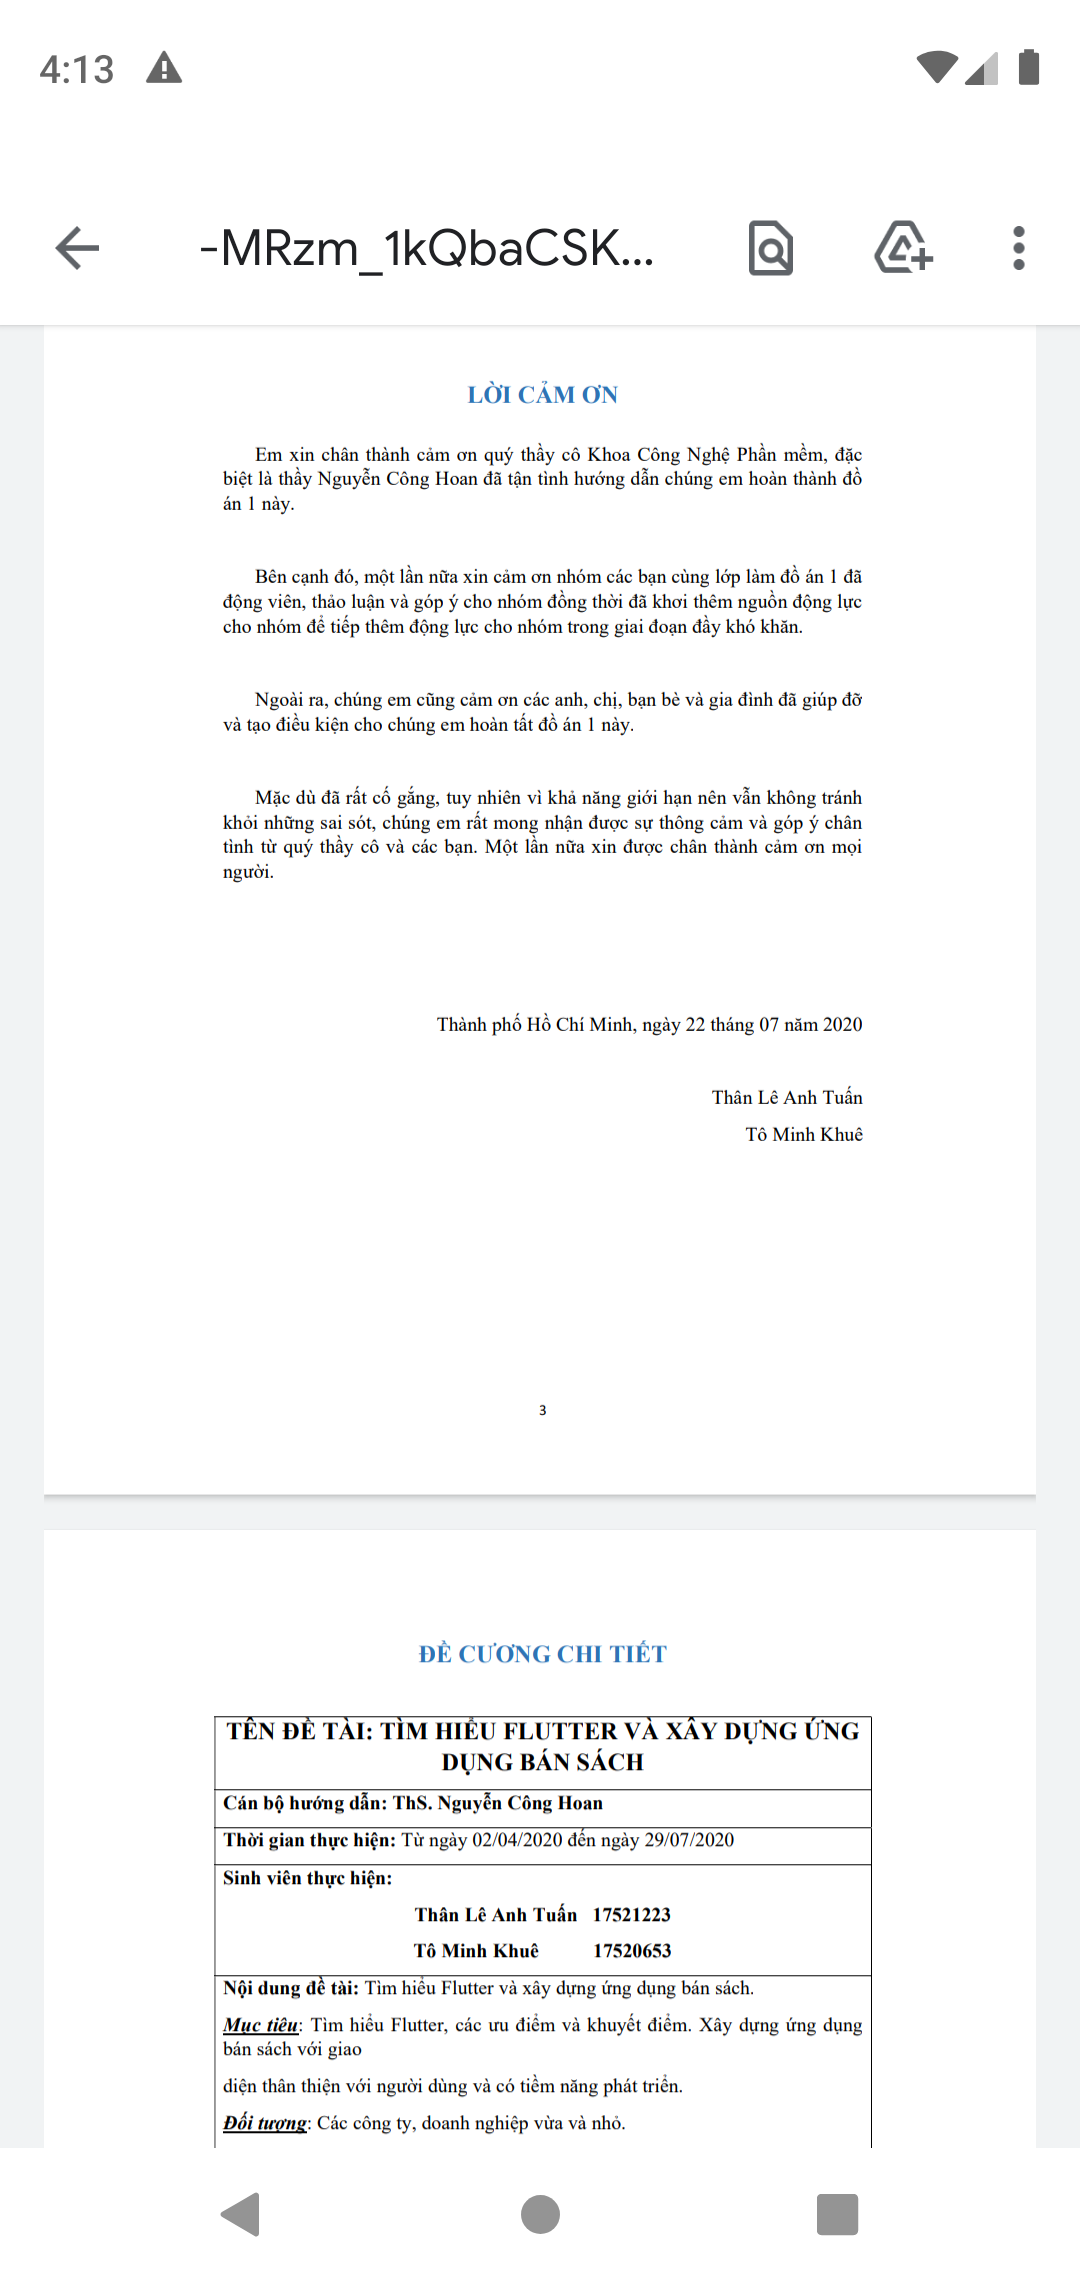 4:13
-MRzm_1kQbaCSK...
LỜI CẢM ƠN
Em xin chân thành cảm ơn quý thầy cô Khoa Công Nghệ Phần mềm, đặc
biệt là thầy Nguyễn Công Hoan đã tận tình hướng dẫn chúng em hoàn thành đồ
án 1 này.
Bên cạnh đó, một lần nữa xin cảm ơn nhóm các bạn cùng lớp làm đồ án 1 đã
động viên, thảo luận và góp ý cho nhóm đồng thời đã khơi thêm nguồn động lực
cho nhóm để tiếp thêm động lực cho nhóm trong giai đoạn đầy khó khăn.
Ngoài ra, chúng em cũng cảm ơn các anh, chị, bạn bè và gia đình đã giúp đỡ
và tạo điều kiện cho chúng em hoàn tất đồ án 1 này.
Mặc dù đã rất cố gắng, tuy nhiên vì khả năng giới hạn nên vẫn không tránh
khỏi những sai sót, chúng em rất mong nhận được sự thông cảm và góp ý chân
tình từ quý thầy cô và các bạn. Một lần nữa xin được chân thành cảm ơn mọi
người.
Thành phố Hồ Chí Minh, ngày 22 tháng 07 năm 2020
Thân Lê Anh Tuấn
Tô Minh Khuê
3
ĐỀ CƯƠNG CHI TIẾT
TÊN ĐỀ TÀI: TÌM HIỂU FLUTTER VÀ XÂY DỰNG ỨNG
DỤNG BÁN SÁCH
Cán bộ hướng dẫn: ThS. Nguyễn Công Hoan
Thời gian thực hiện: Từ ngày 02/04/2020 đến ngày 29/07/2020
Sinh viên thực hiện:
Thân Lê Anh Tuấn 17521223
Tô Minh Khuê 17520653
Nội dung đề tài: Tìm hiểu Flutter và xây dựng ứng dụng bán sách.
Mục tiêu: Tìm hiểu Flutter, các ưu điểm và khuyết điểm. Xây dựng ứng dụng
bán sách với giao
diện thân thiện với người dùng và có tiềm năng phát triển.
Đối tượng: Các công ty, doanh nghiệp vừa và nhỏ.